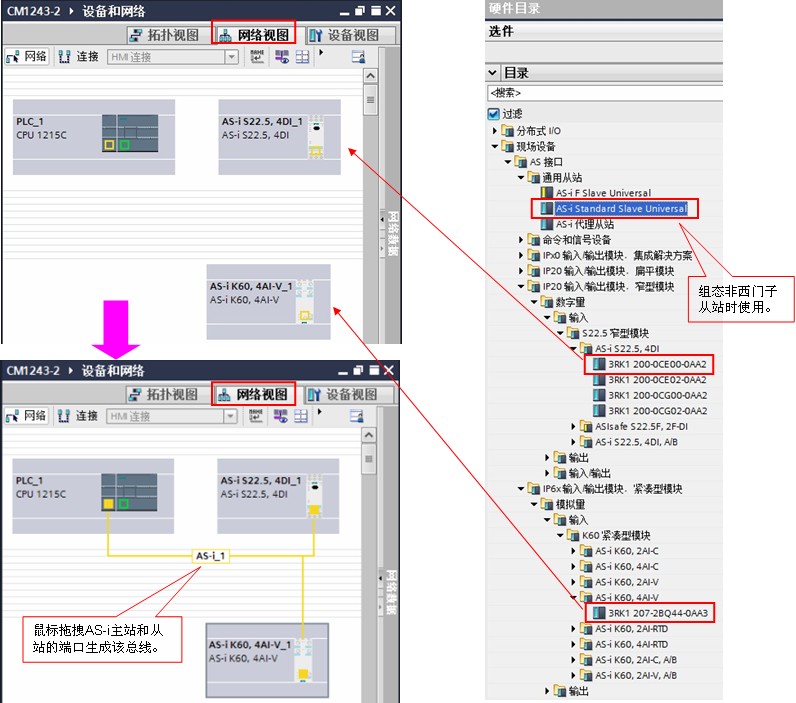 CM1243-2 ▸ 设备和网络
拓扑视图
网络视图
设备视图
网络
连接
HMI 连接
PLC_1
CPU 1215C
AS-i S22.5, 4DI_1
AS-i S22.5, 4DI
AS-i K60, 4AI-V_1
AS-i K60, 4AI-V
网络数据
CM1243-2 ▸ 设备和网络
拓扑视图
网络视图
设备视图
网络
连接
HMI 连接
PLC_1
CPU 1215C
AS-i S22.5, 4DI_1
AS-i S22.5, 4DI
AS-i_1
鼠标拖拽AS-i主站和从
站的端口生成该总线。
AS-i K60, 4AI-V_1
AS-i K60, 4AI-V
网络数据
硬件目录
选件
目录
<搜索>
过滤
分布式 I/O
现场设备
AS 接口
通用从站
AS-i F Slave Universal
AS-i Standard Slave Universal
AS-i 代理从站
命令和信号设备
IPx0 输入/输出模块，集成解决方案
IP20 输入/输出模块，扁平模块
IP20 输入/输出模块，窄型模块
数字量
输入
S22.5 窄型模块
AS-i S22.5, 4DI
3RK1 200-0CE00-0AA2
3RK1 200-0CE02-0AA2
3RK1 200-0CG00-0AA2
3RK1 200-0CG02-0AA2
ASIsafe S22.5F, 2F-DI
AS-i S22.5, 4DI, A/B
输出
输入/输出
IP6x 输入/输出模块，紧凑型模块
模拟量
输入
K60 紧凑型模块
AS-i K60, 2AI-C
AS-i K60, 4AI-C
AS-i K60, 2AI-V
AS-i K60, 4AI-V
3RK1 207-2BQ44-0AA3
AS-i K60, 2AI-RTD
AS-i K60, 4AI-RTD
AS-i K60, 2AI-C, A/B
AS-i K60, 2AI-V, A/B
输出
组态非西门子
从站时使用。